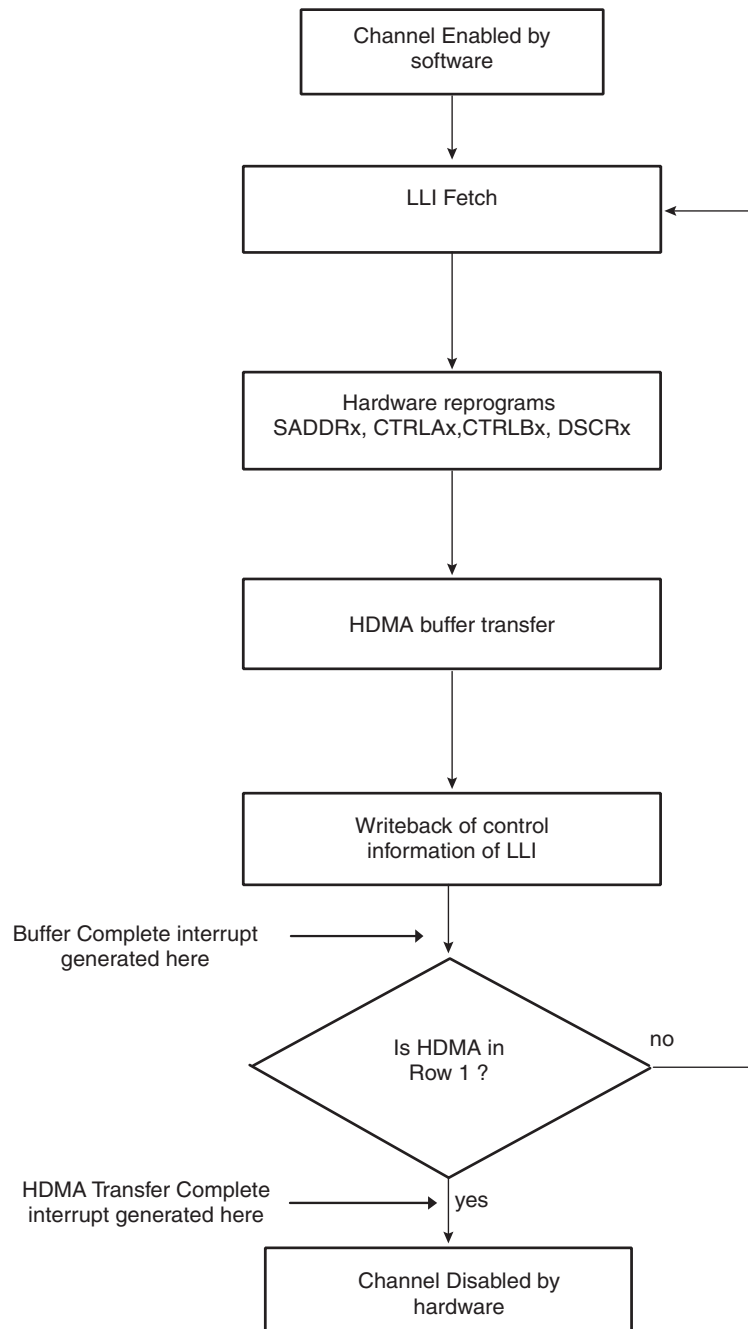 Channel Enabled by
software
LLI Fetch
Hardware reprograms
SADDRx, CTRLAx,CTRLBx, DSCRx
HDMA buffer transfer
Writeback of control
information of LLI
Buffer Complete interrupt
generated here
Is HDMA in
Row 1 ?
no
HDMA Transfer Complete
interrupt generated here
yes
Channel Disabled by
hardware